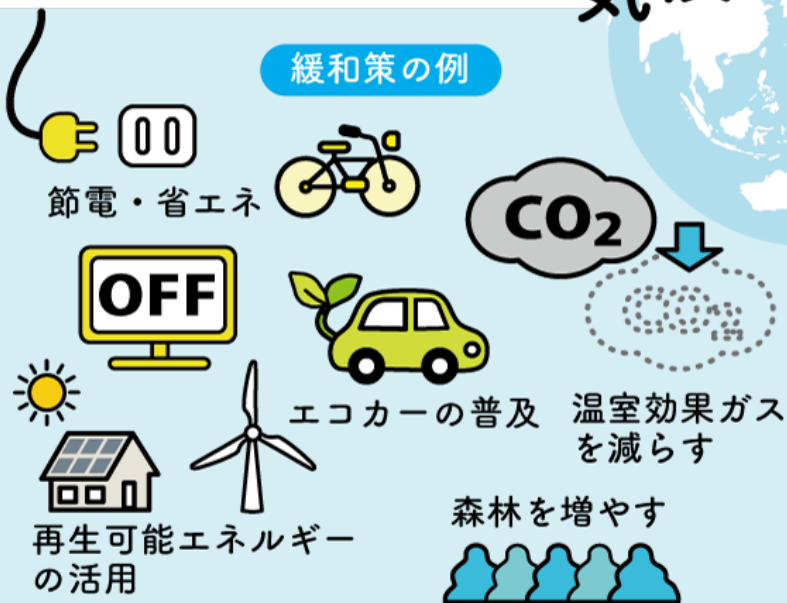 緩和策の例
節電・省エネ
CO₂
OFF
CO₂
エコカーの普及
温室効果ガス
を減らす
再生可能エネルギー
の活用
森林を増やす